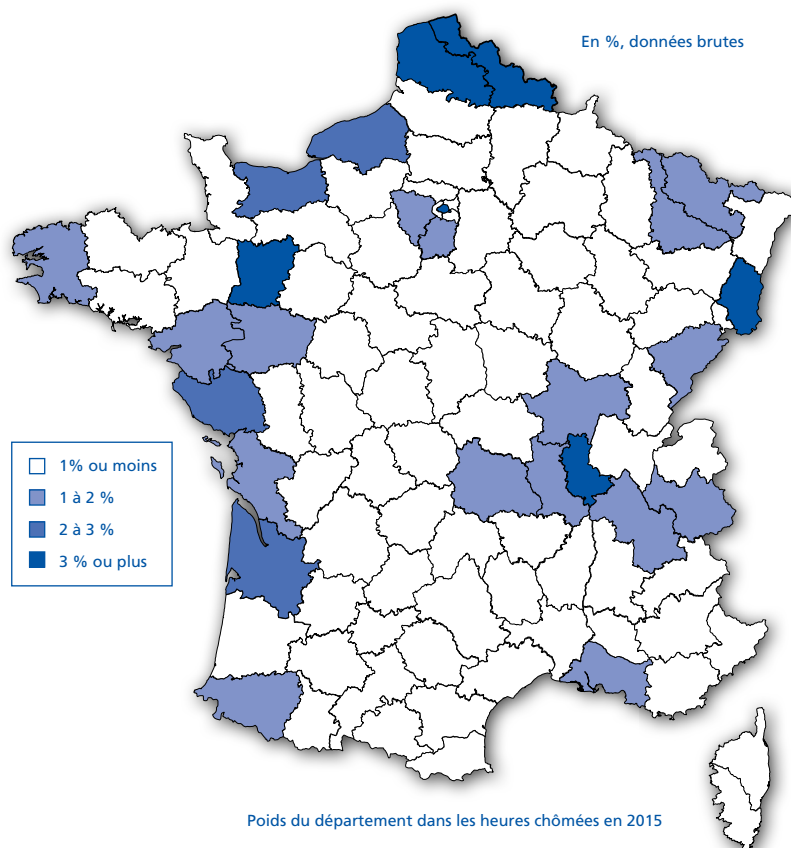 En %, données brutes
1% ou moins
1 à 2 %
2 à 3 %
3 % ou plus
Poids du département dans les heures chômées en 2015